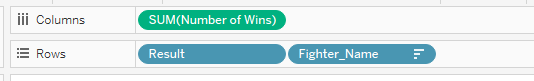 Columns SUM(Number of Wins)
Rows Result Fighter_Name